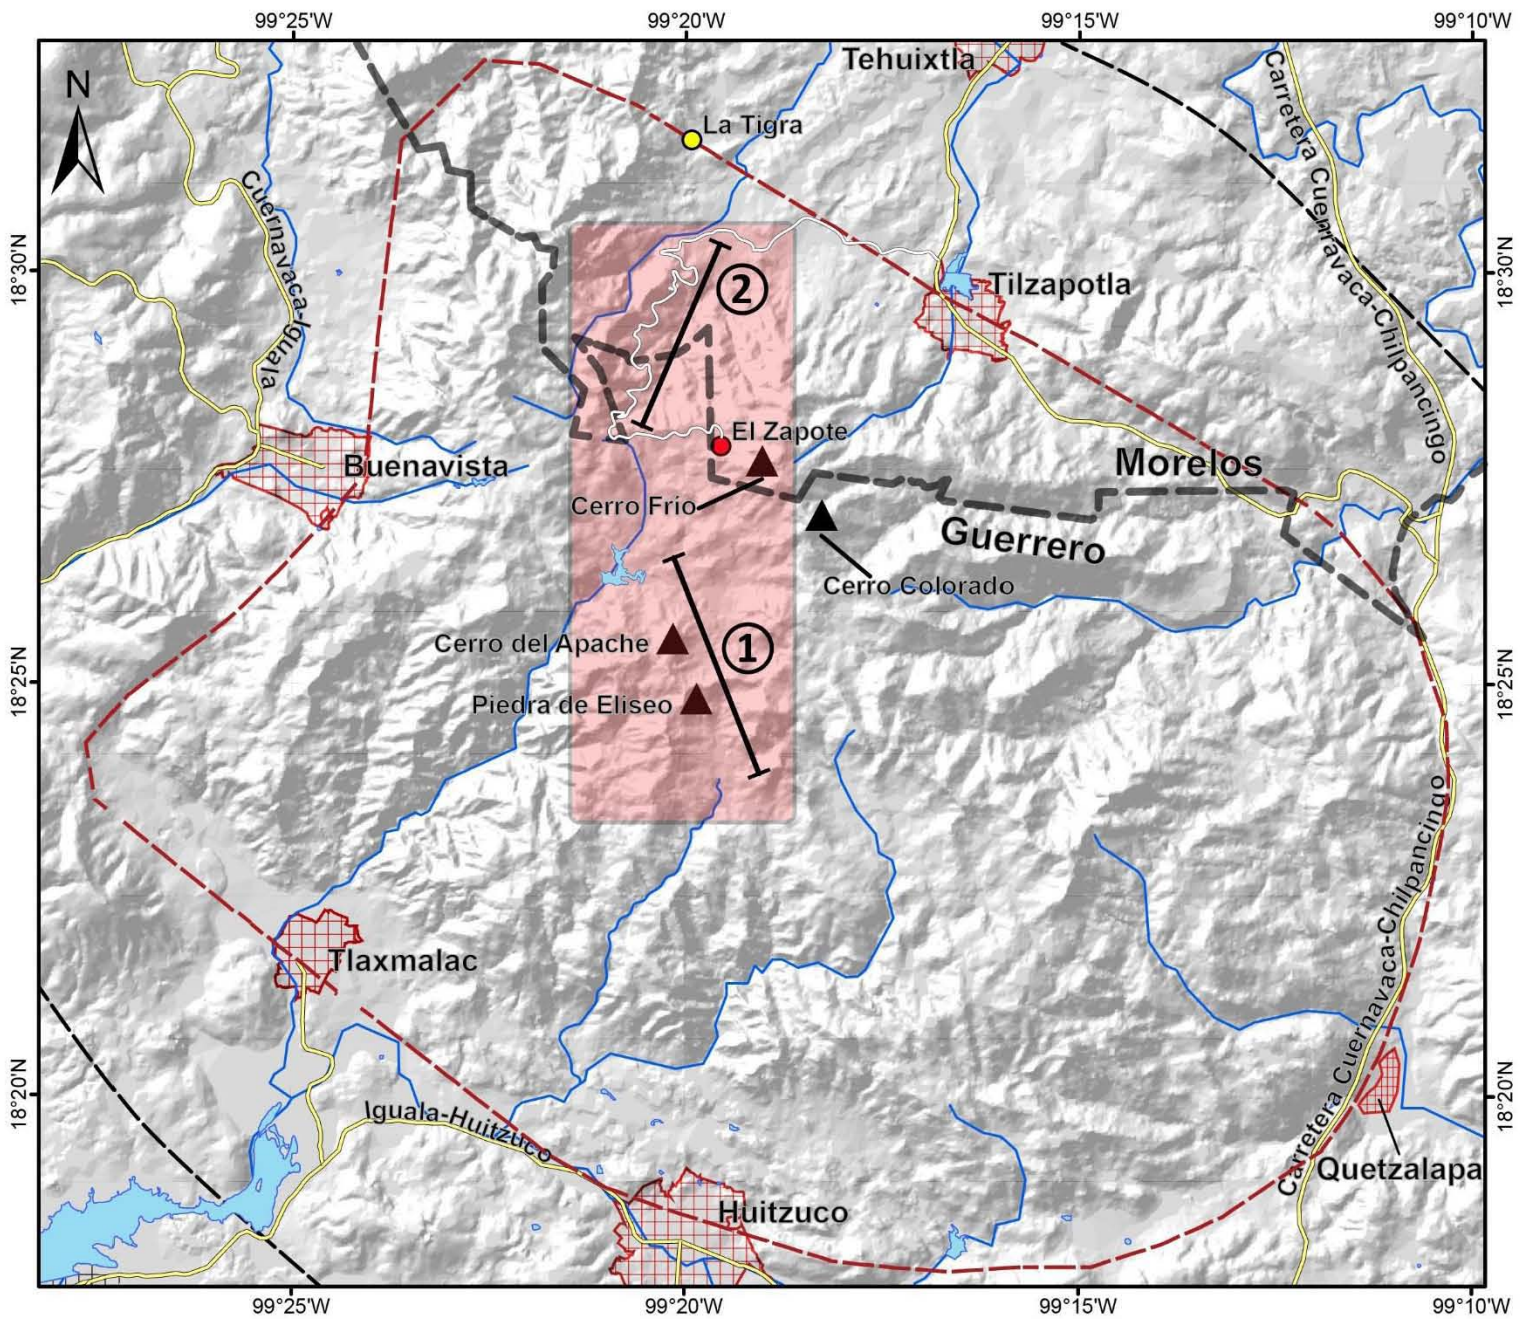 99°25'W
99°20'W
99°15'W
99°10'W
N
Tehuixtla
La Tigra
Carretera Cuernavaca-Chilpancingo
Cuernavaca-Iguala
18°30'N
18°30'N
②
Tilzapotla
El Zapote
Buenavista
Morelos
Cerro Frio
Guerrero
Cerro Colorado
Cerro del Apache
①
18°25'N
18°25'N
Piedra de Eliseo
Carretera Cuernavaca-Chilpancingo
Tlaxmalac
18°20'N
18°20'N
Iguala-Huitzuco
Quetzalapa
Huitzuco
99°25'W
99°20'W
99°15'W
99°10'W